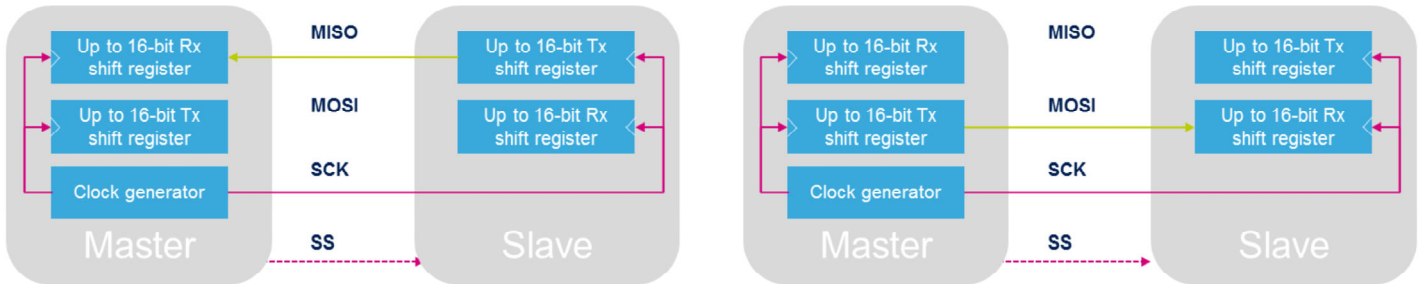 MISO
Up to 16-bit Rx
shift register
Up to 16-bit Tx
shift register
MOSI
Up to 16-bit Tx
shift register
Up to 16-bit Rx
shift register
SCK
Clock generator
Master
SS
Slave
MISO
Up to 16-bit Rx
shift register
Up to 16-bit Tx
shift register
MOSI
Up to 16-bit Tx
shift register
Up to 16-bit Rx
shift register
SCK
Clock generator
Master
SS
Slave